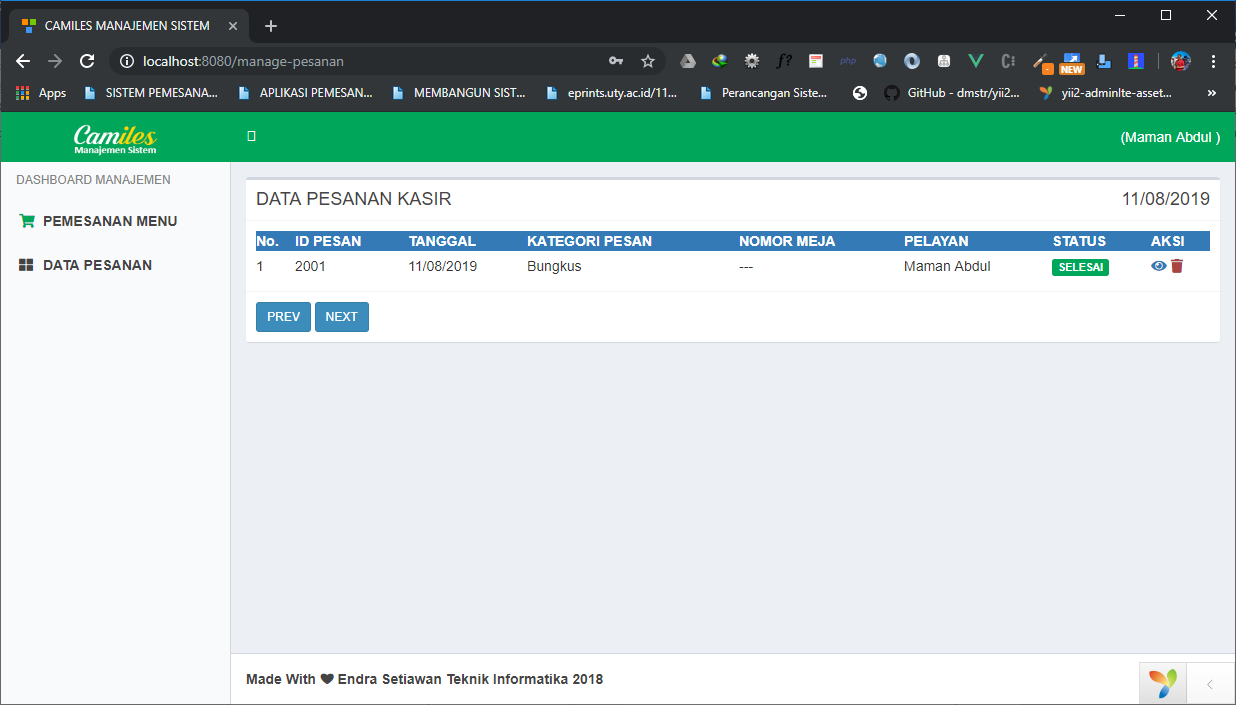 CAMILES MANAJEMEN SISTEM
localhost:8080/manage-pesanan
f?
php
C
NEW
Apps
SISTEM PEMESANA...
APLIKASI PEMESAN...
MEMBANGUN SIST...
eprints.uty.ac.id/11...
Perancangan Siste...
GitHub - dmstr/yii2...
yii2-adminlte-asset...
»
Camiles
Manajemen Sistem
(Maman Abdul )
DASHBOARD MANAJEMEN
PEMESANAN MENU
DATA PESANAN
DATA PESANAN KASIR 11/08/2019
No. ID PESAN TANGGAL KATEGORI PESAN NOMOR MEJA PELAYAN STATUS AKSI
1 2001 11/08/2019 Bungkus --- Maman Abdul SELESAI
PREV NEXT
Made With ❤ Endra Setiawan Teknik Informatika 2018